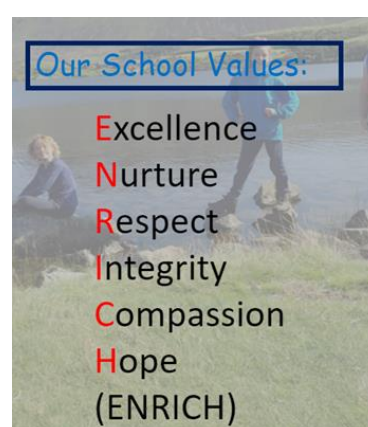 Our School Values:
Excellence
Nurture
Respect
Integrity
Compassion
Hope
(ENRICH)